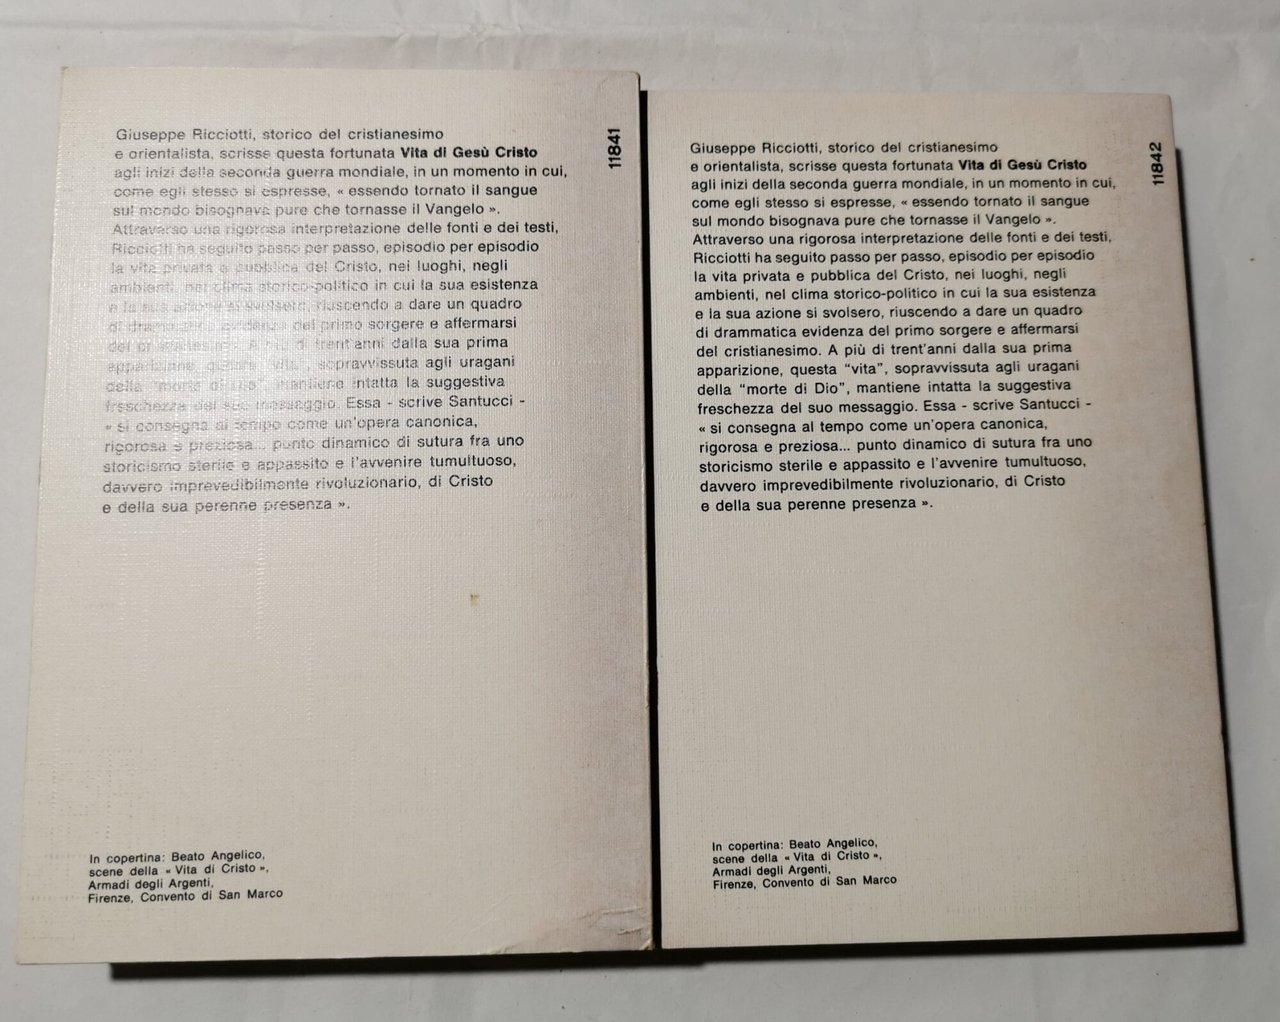 Giuseppe Ricciotti, storico del cristianesimo
e orientalista, scrisse questa fortunata Vita di Gesù Cristo
agli inizi della seconda guerra mondiale, in un momento in cui,
come egli stesso si espresse, « essendo tornato il sangue
sul mondo bisognava pure che tornasse il Vangelo ».
Attraverso una rigorosa interpretazione delle fonti e dei testi,
Ricciotti ha seguito passo per passo, episodio per episodio
la vita privata e pubblica del Cristo, nei luoghi, negli
ambienti, nel clima storico-politico in cui la sua esistenza
e la sua azione si svolsero, riuscendo a dare un quadro
di drammatica evidenza del primo sorgere e affermarsi
del cristianesimo. A più di trent'anni dalla sua prima
apparizione, questa "vita", sopravvissuta agli uragani
della "morte di Dio", mantiene intatta la suggestiva
freschezza del suo messaggio. Essa - scrive Santucci -
« si consegna al tempo come un'opera canonica,
rigorosa e preziosa... punto dinamico di sutura fra uno
storicismo sterile e appassito e l'avvenire tumultuoso,
davvero imprevedibilmente rivoluzionario, di Cristo
e della sua perenne presenza ».
11841
In copertina: Beato Angelico,
scene della « Vita di Cristo »,
Armadi degli Argenti,
Firenze, Convento di San Marco
Giuseppe Ricciotti, storico del cristianesimo
e orientalista, scrisse questa fortunata Vita di Gesù Cristo
agli inizi della seconda guerra mondiale, in un momento in cui,
come egli stesso si espresse, « essendo tornato il sangue
sul mondo bisognava pure che tornasse il Vangelo ».
Attraverso una rigorosa interpretazione delle fonti e dei testi,
Ricciotti ha seguito passo per passo, episodio per episodio
la vita privata e pubblica del Cristo, nei luoghi, negli
ambienti, nel clima storico-politico in cui la sua esistenza
e la sua azione si svolsero, riuscendo a dare un quadro
di drammatica evidenza del primo sorgere e affermarsi
del cristianesimo. A più di trent'anni dalla sua prima
apparizione, questa "vita", sopravvissuta agli uragani
della "morte di Dio", mantiene intatta la suggestiva
freschezza del suo messaggio. Essa - scrive Santucci -
« si consegna al tempo come un'opera canonica,
rigorosa e preziosa... punto dinamico di sutura fra uno
storicismo sterile e appassito e l'avvenire tumultuoso,
davvero imprevedibilmente rivoluzionario, di Cristo
e della sua perenne presenza ».
11842
In copertina: Beato Angelico,
scene della « Vita di Cristo »,
Armadi degli Argenti,
Firenze, Convento di San Marco